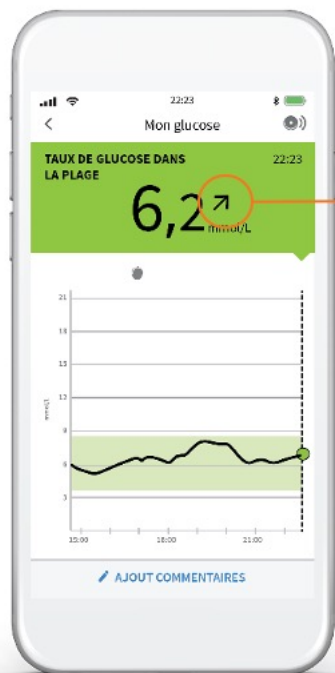 22:23
Mon glucose
TAUX DE GLUCOSE DANS
LA PLAGE
22:23
6,2
mmol/L
21
18
15
12
9
6
3
mmol/L
15:00
18:00
21:00
AJOUT COMMENTAIRES